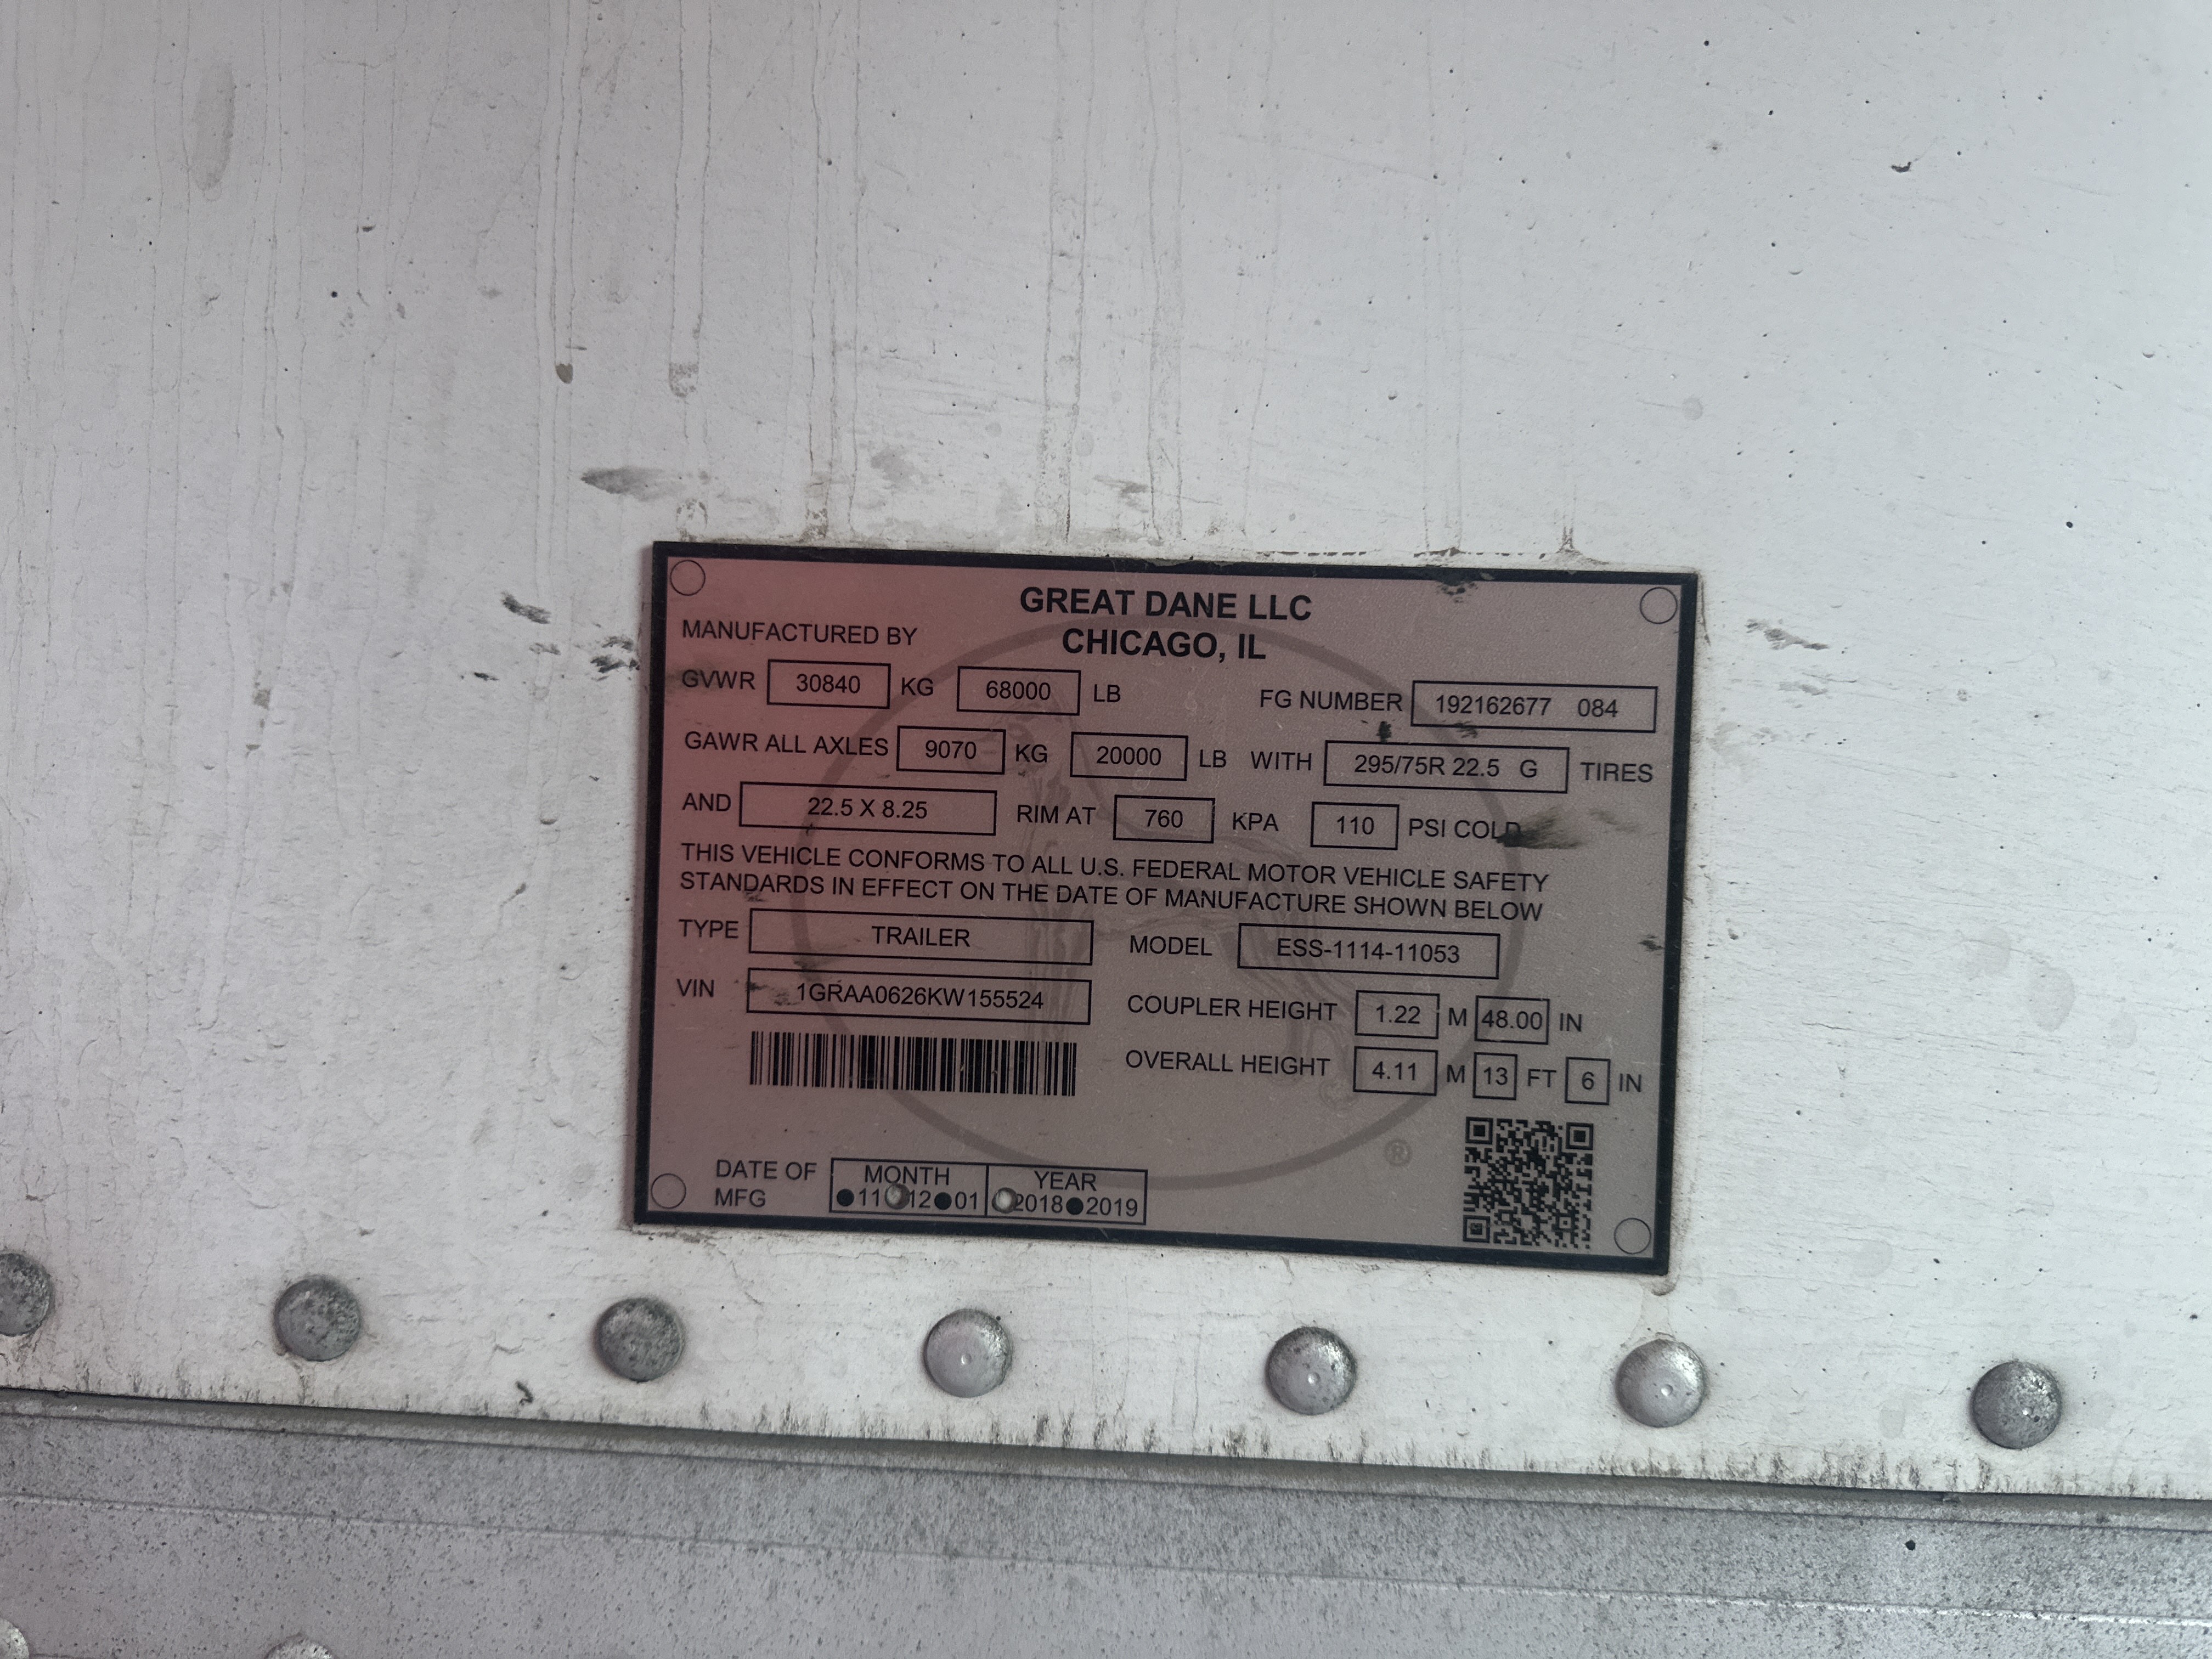 GREAT DANE LLC
MANUFACTURED BY CHICAGO, IL
GVWR 30840 KG 68000 LB FG NUMBER 192162677 084
GAWR ALL AXLES 9070 KG 20000 LB WITH 295/75R 22.5 G TIRES
AND 22.5 X 8.25 RIM AT 760 KPA 110 PSI COLD
THIS VEHICLE CONFORMS TO ALL U.S. FEDERAL MOTOR VEHICLE SAFETY
STANDARDS IN EFFECT ON THE DATE OF MANUFACTURE SHOWN BELOW
TYPE TRAILER MODEL ESS-1114-11053
VIN 1GRAA0626KW155524 COUPLER HEIGHT 1.22 M 48.00 IN
OVERALL HEIGHT 4.11 M 13 FT 6 IN
®
DATE OF MONTH YEAR
MFG ●11●12●01 ●2018●2019